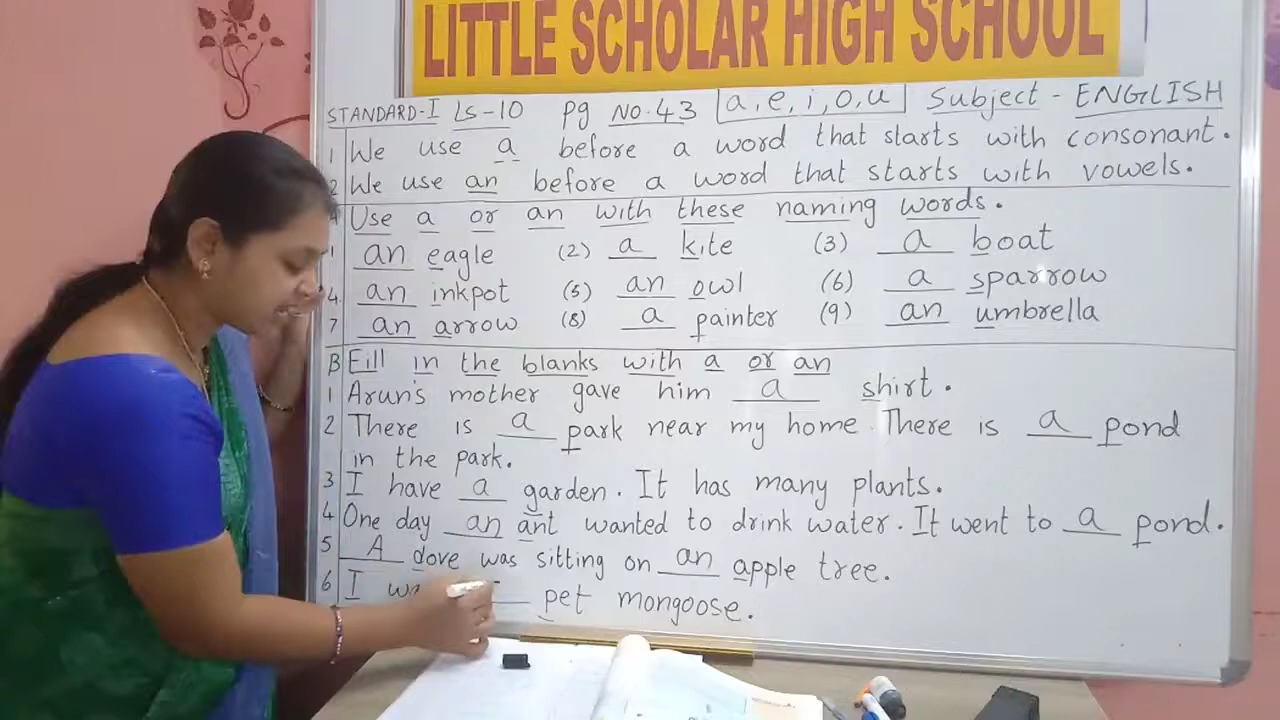 LITTLE SCHOLAR HIGH SCHOOL
STANDARD-I Ls-10 pg No.43 a,e,i,o,u Subject - ENGLISH
1 We use a before a word that starts with consonant.
2 We use an before a word that starts with vowels.
Use a or an with these naming words.
an eagle (2) a kite (3) a boat
4 an inkpot (5) an owl (6) a sparrow
7 an arrow (8) a painter (9) an umbrella
B Fill in the blanks with a or an
1 Arun's mother gave him a shirt.
2 There is a park near my home. There is a pond
in the park.
3 I have a garden. It has many plants.
4 One day an ant wanted to drink water. It went to a pond.
5 A dove was sitting on an apple tree.
6 I ___ pet mongoose.